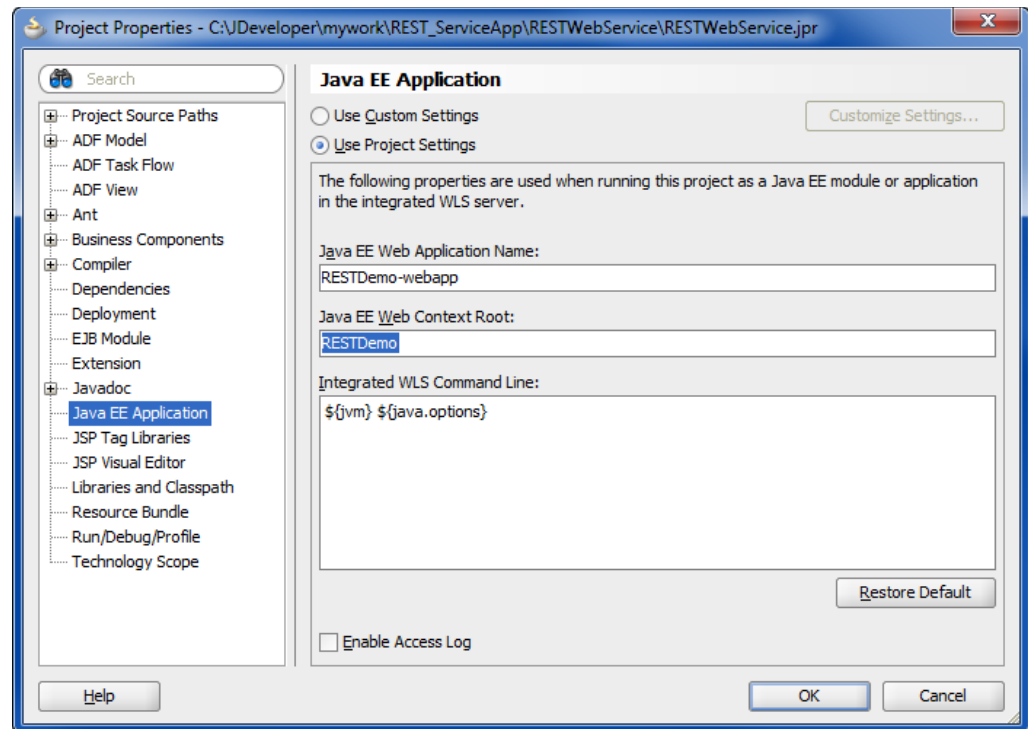 Project Properties - C:\JDeveloper\mywork\REST_ServiceApp\RESTWebService\RESTWebService.jpr
Search
Project Source Paths
ADF Model
ADF Task Flow
ADF View
Ant
Business Components
Compiler
Dependencies
Deployment
EJB Module
Extension
Javadoc
Java EE Application
JSP Tag Libraries
JSP Visual Editor
Libraries and Classpath
Resource Bundle
Run/Debug/Profile
Technology Scope
Java EE Application
Use Custom Settings
Customize Settings...
Use Project Settings
The following properties are used when running this project as a Java EE module or application
in the integrated WLS server.
Java EE Web Application Name:
RESTDemo-webapp
Java EE Web Context Root:
RESTDemo
Integrated WLS Command Line:
${jvm} ${java.options}
Restore Default
Enable Access Log
Help
OK
Cancel